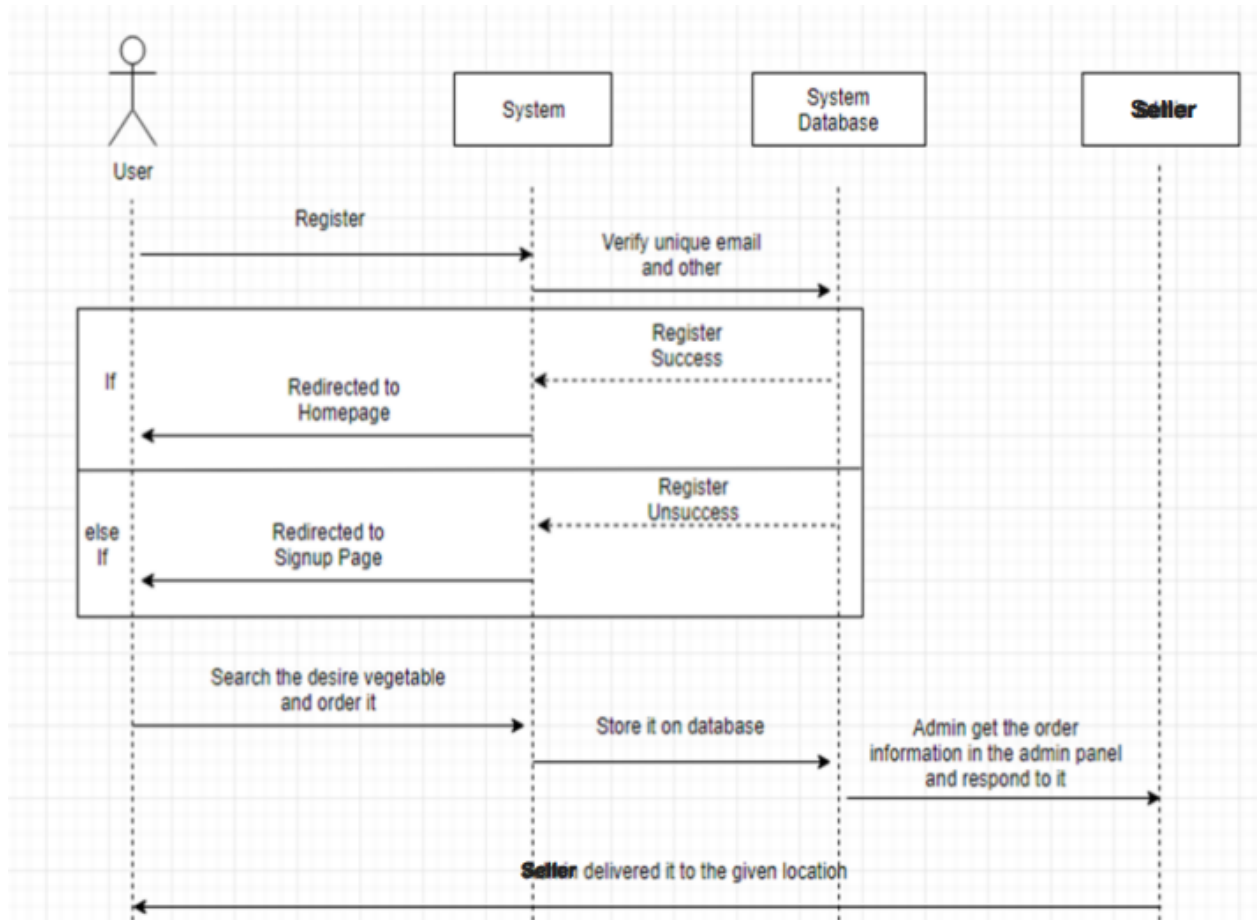 User
System
System
Database
Seller
Register
Verify unique email
and other
If
Register
Success
Redirected to
Homepage
else
If
Register
Unsuccess
Redirected to
Signup Page
Search the desire vegetable
and order it
Store it on database
Admin get the order
information in the admin panel
and respond to it
Seller delivered it to the given location